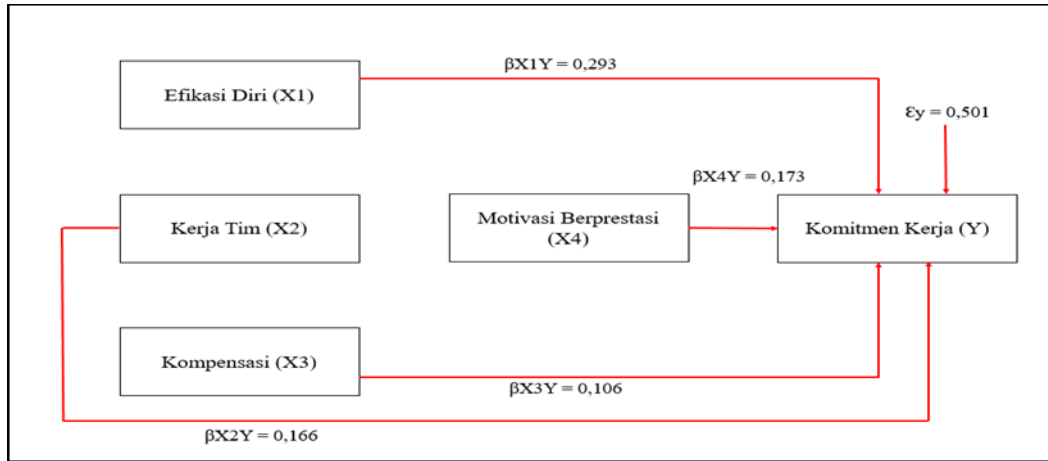 βX1Y = 0,293
Efikasi Diri (X1)
Ɛy = 0,501
βX4Y = 0,173
Kerja Tim (X2)
Motivasi Berprestasi
(X4)
Komitmen Kerja (Y)
Kompensasi (X3)
βX3Y = 0,106
βX2Y = 0,166